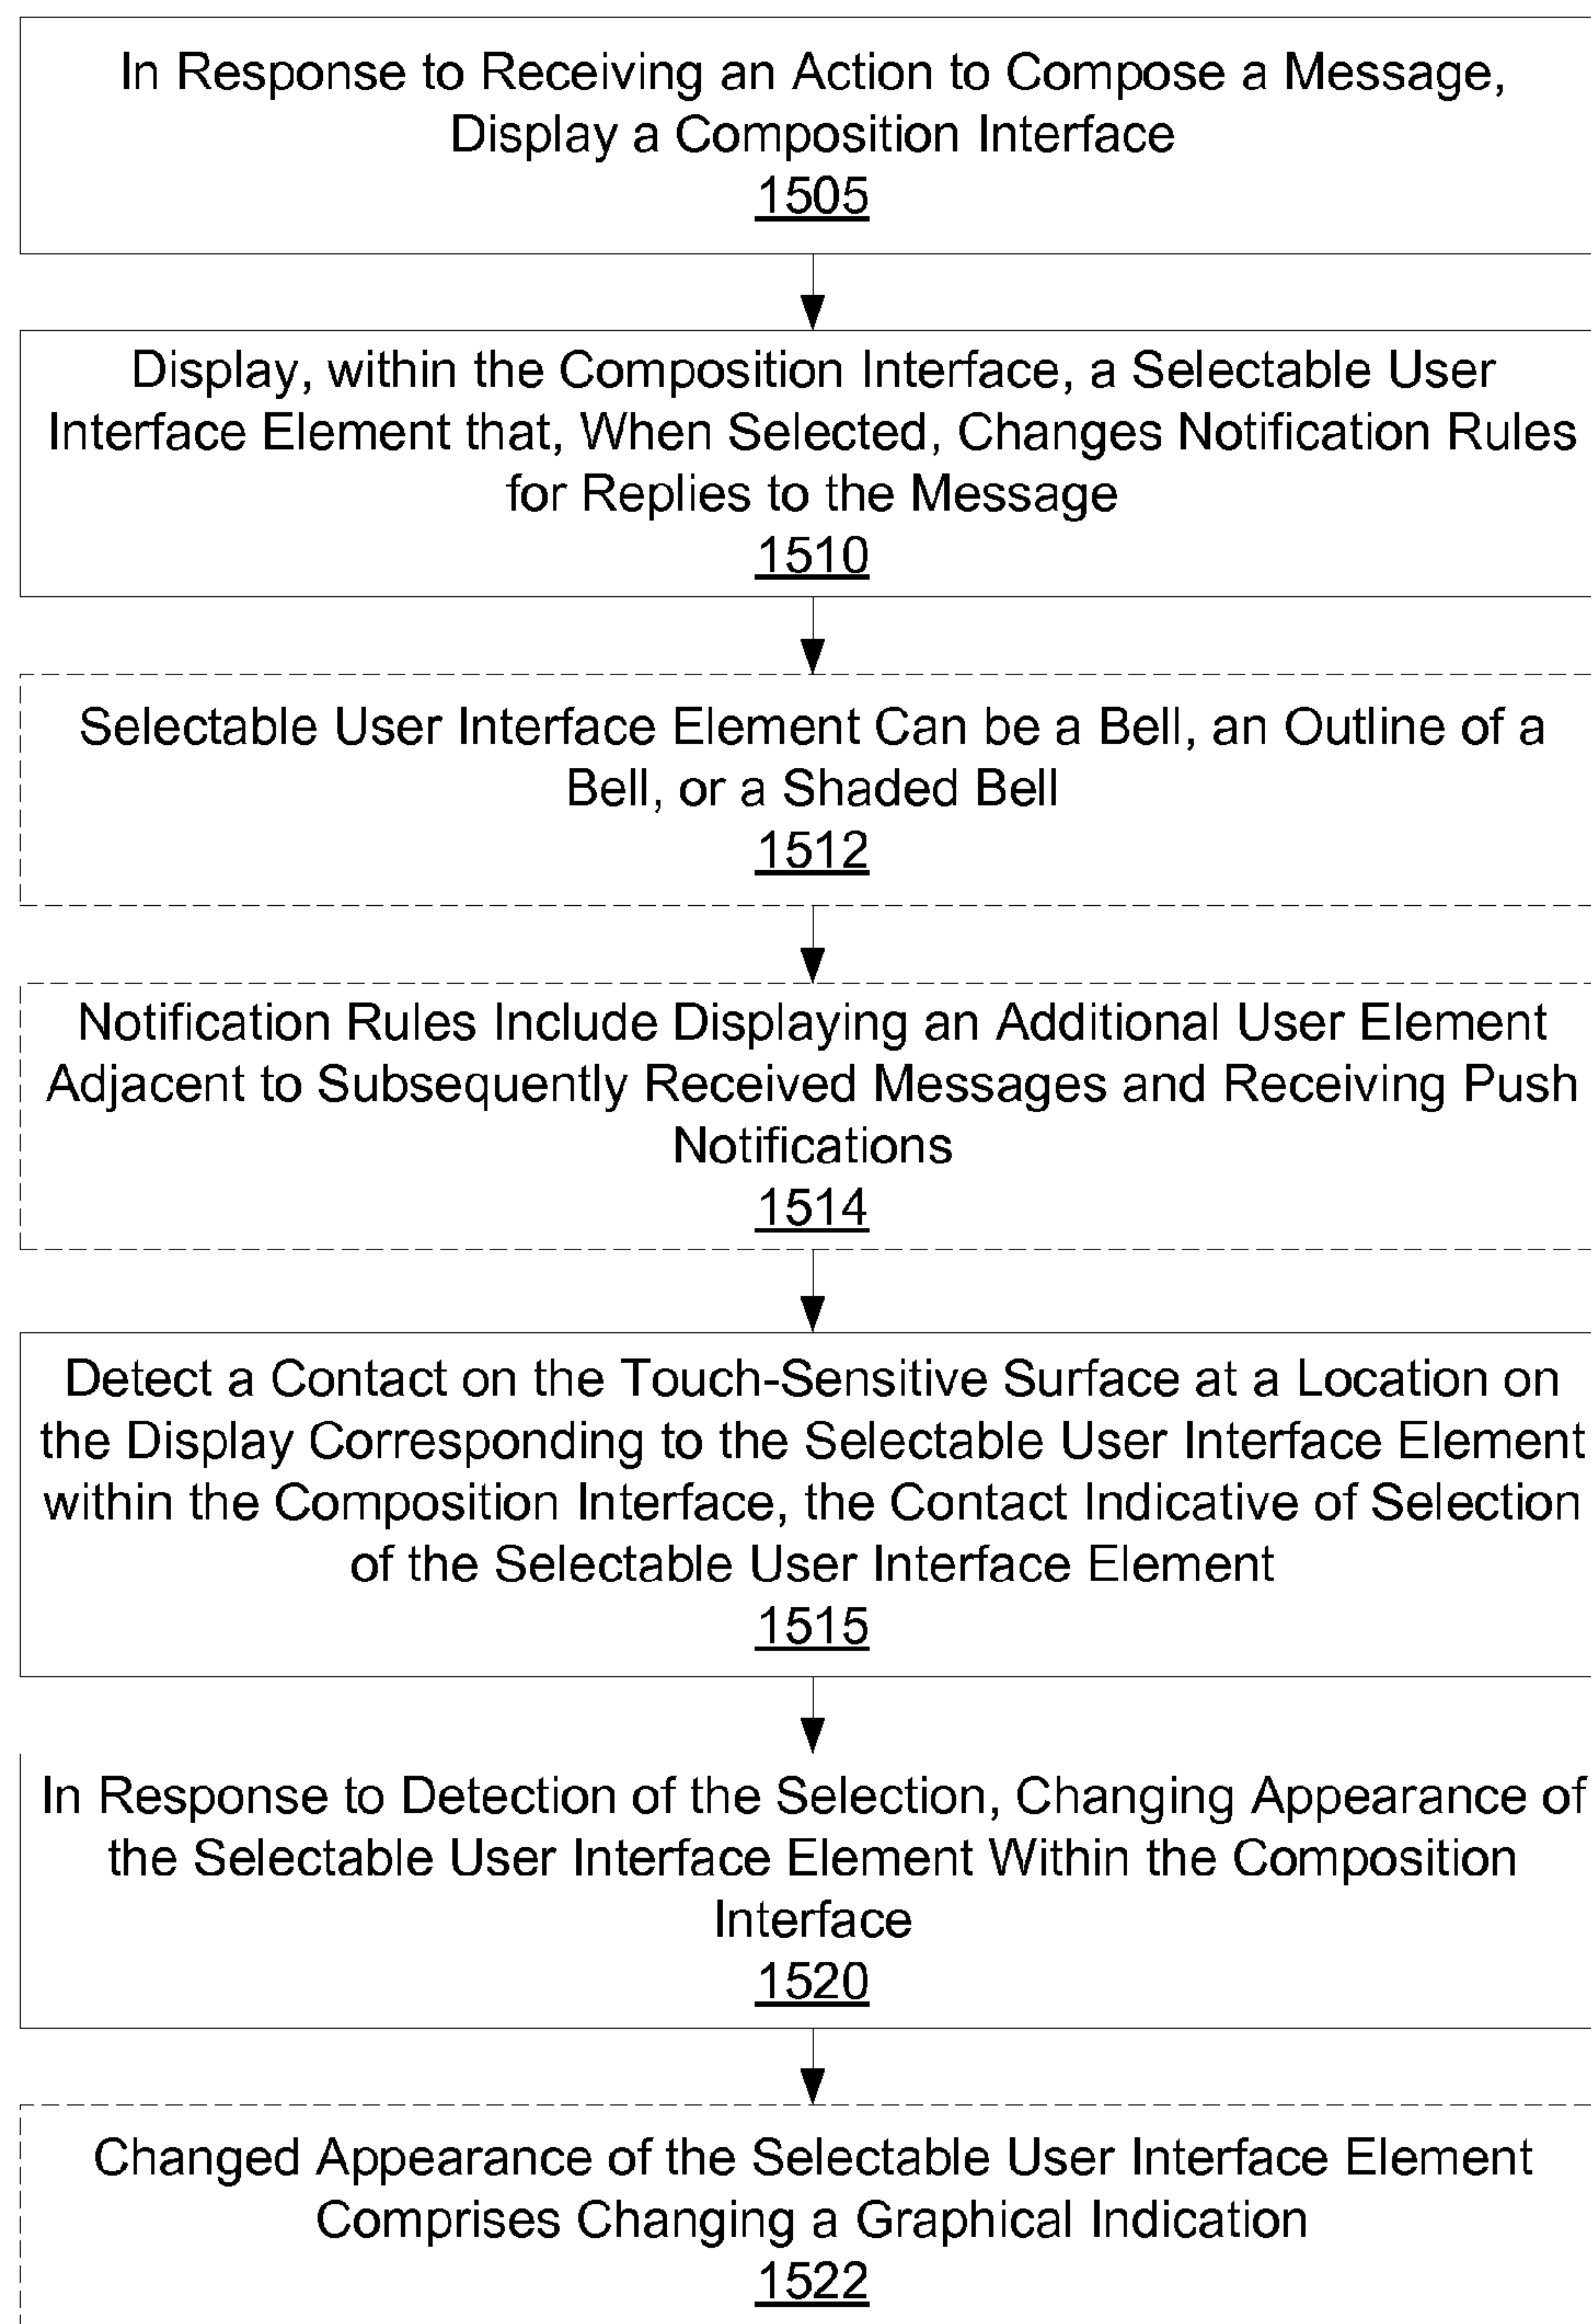 In Response to Receiving an Action to Compose a Message,
Display a Composition Interface
1505
Display, within the Composition Interface, a Selectable User
Interface Element that, When Selected, Changes Notification Rules
for Replies to the Message
1510
Selectable User Interface Element Can be a Bell, an Outline of a
Bell, or a Shaded Bell
1512
Notification Rules Include Displaying an Additional User Element
Adjacent to Subsequently Received Messages and Receiving Push
Notifications
1514
Detect a Contact on the Touch-Sensitive Surface at a Location on
the Display Corresponding to the Selectable User Interface Element
within the Composition Interface, the Contact Indicative of Selection
of the Selectable User Interface Element
1515
In Response to Detection of the Selection, Changing Appearance of
the Selectable User Interface Element Within the Composition
Interface
1520
Changed Appearance of the Selectable User Interface Element
Comprises Changing a Graphical Indication
1522